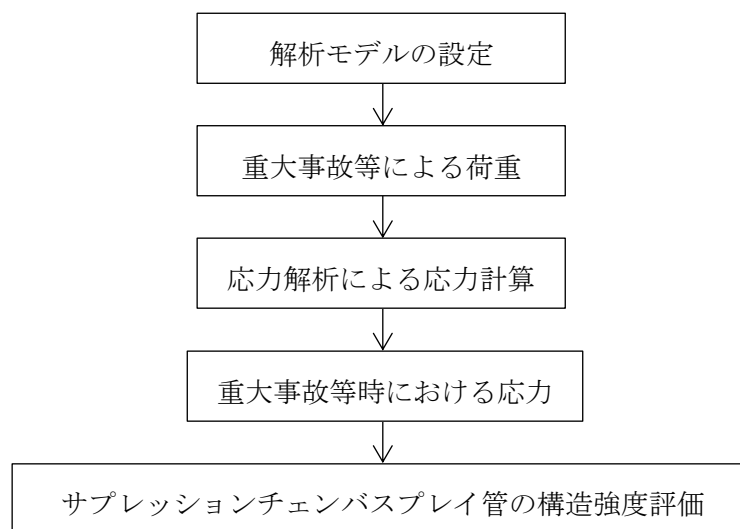 解析モデルの設定
重大事故等による荷重
応力解析による応力計算
重大事故等時における応力
サプレッションチェンバスプレイ管の構造強度評価